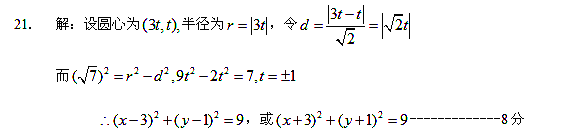 21. 解：设圆心为(3t,t),半径为r=|3t|，令d=|3t−t|/√2=|√2t|
而(√7)²=r²−d²,9t²−2t²=7,t=±1
∴(x−3)²+(y−1)²=9，或(x+3)²+(y+1)²=9-------------8分